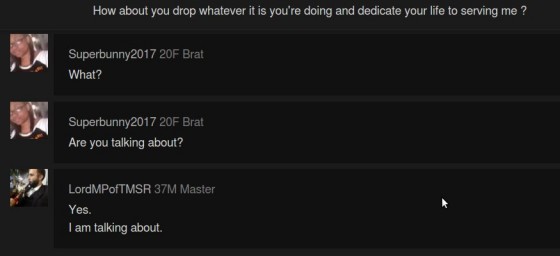 How about you drop whatever it is you're doing and dedicate your life to serving me ?
Superbunny2017 20F Brat
What?
Superbunny2017 20F Brat
Are you talking about?
LordMPofTMSR 37M Master
Yes.
I am talking about.